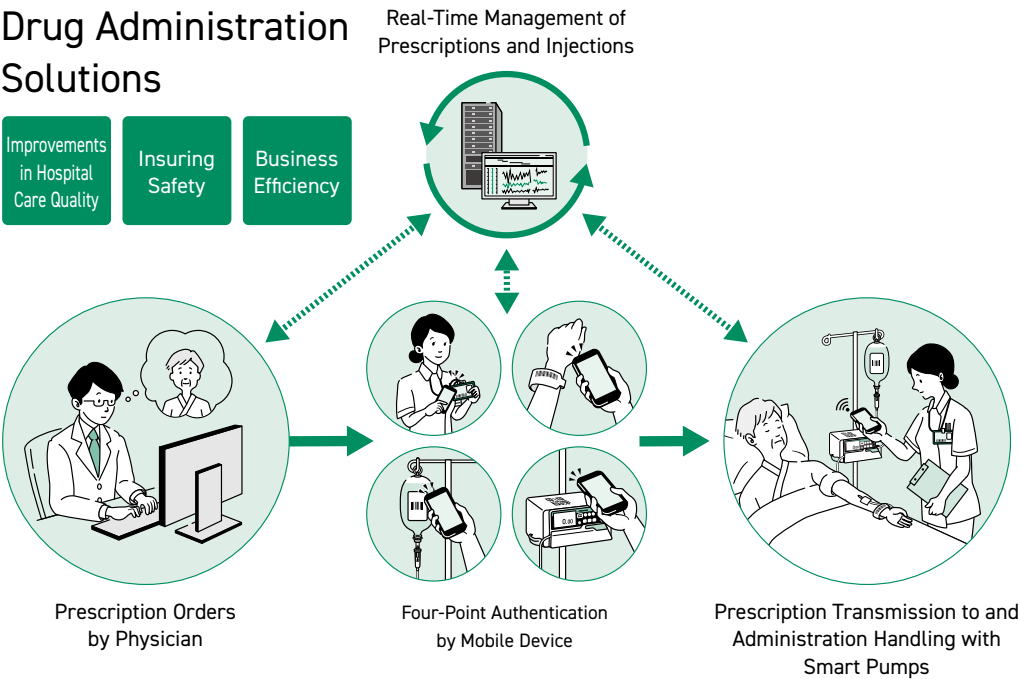 Drug Administration
Solutions
Real-Time Management of
Prescriptions and Injections
Improvements
in Hospital
Care Quality
Insuring
Safety
Business
Efficiency
0.00
Prescription Orders
by Physician
Four-Point Authentication
by Mobile Device
Prescription Transmission to and
Administration Handling with
Smart Pumps